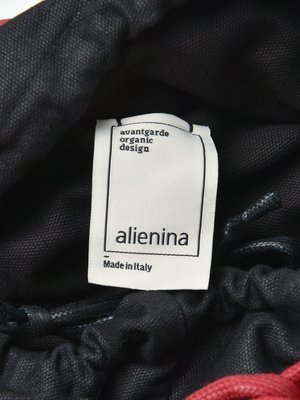 avantgarde
organic
design
alienina
Made in Italy